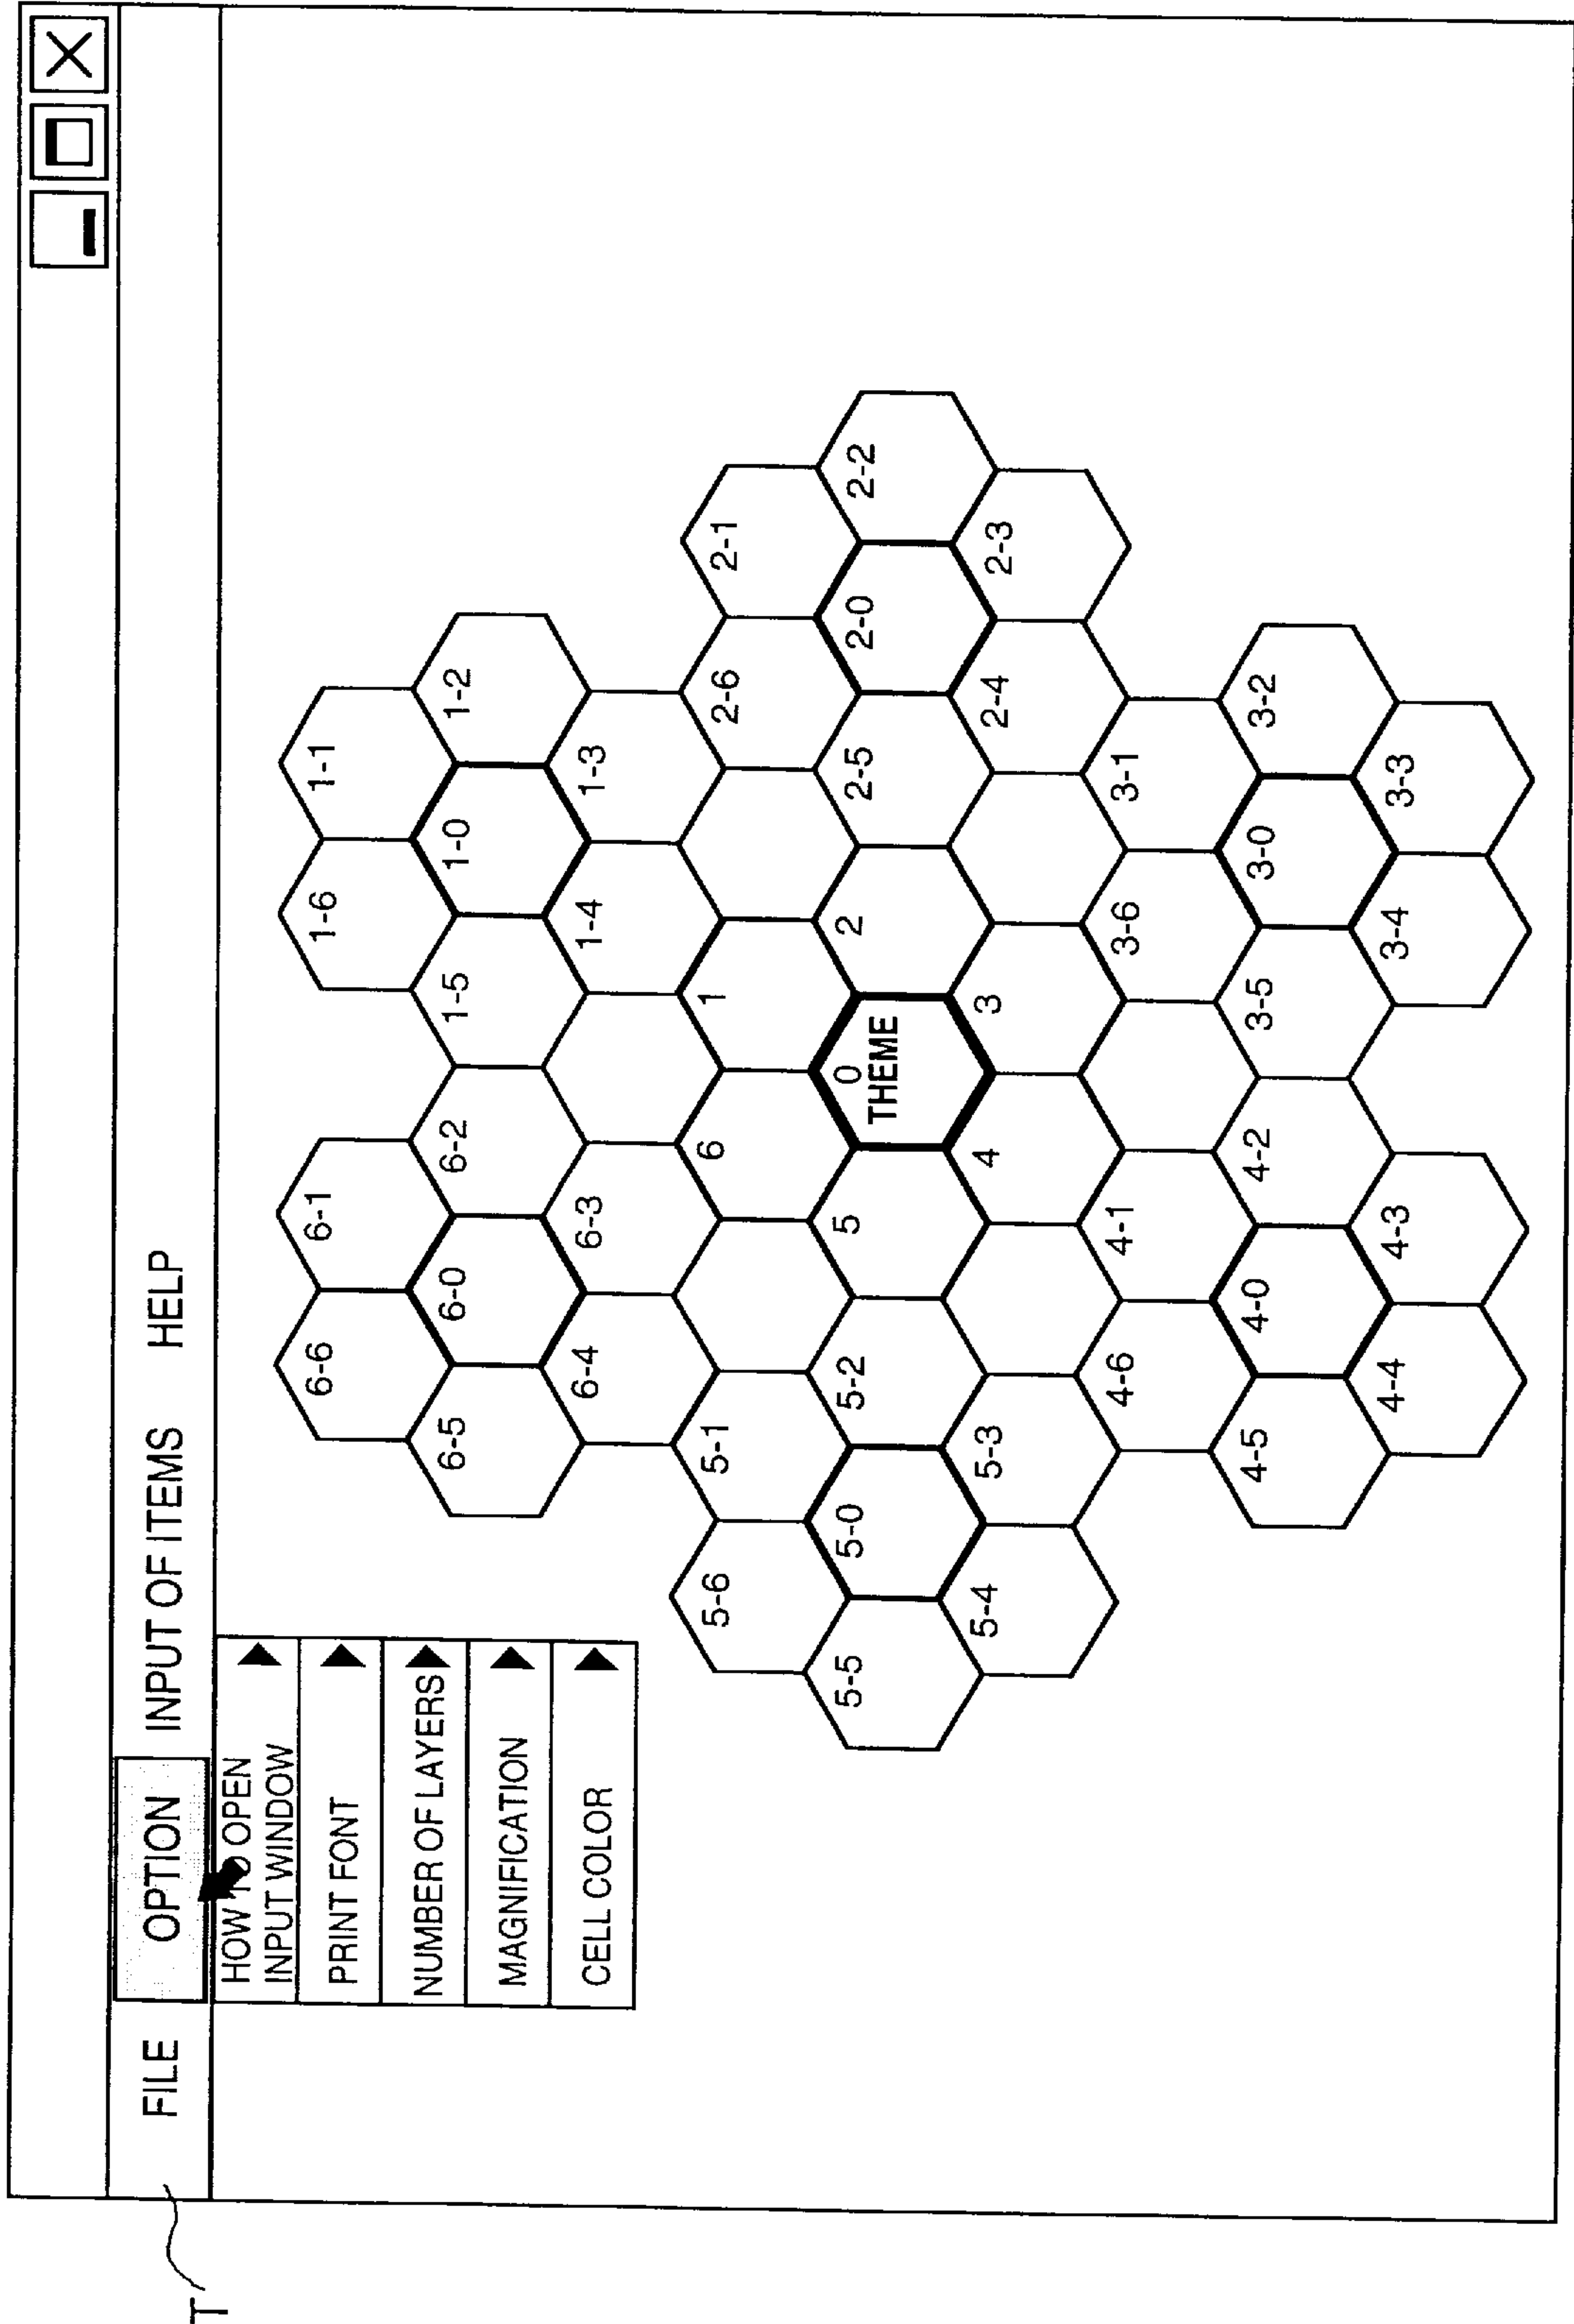 FILE OPTION INPUT OF ITEMS HELP
T
HOW TO OPEN
INPUT WINDOW
PRINT FONT
NUMBER OF LAYERS
MAGNIFICATION
CELL COLOR
6-6 6-1 1-6 1-1
6-5 6-0 6-2 1-5 1-0 1-2
6-4 6-3 1-4 1-3
5-6 5-1 6 1 2-6 2-1
5-5 5-0 5-2 5 0 2 2-5 2-0 2-2
THEME
5-4 5-3 4 3 2-4 2-3
4-6 4-1 3-6 3-1
4-5 4-0 4-2 3-5 3-0 3-2
4-4 4-3 3-4 3-3